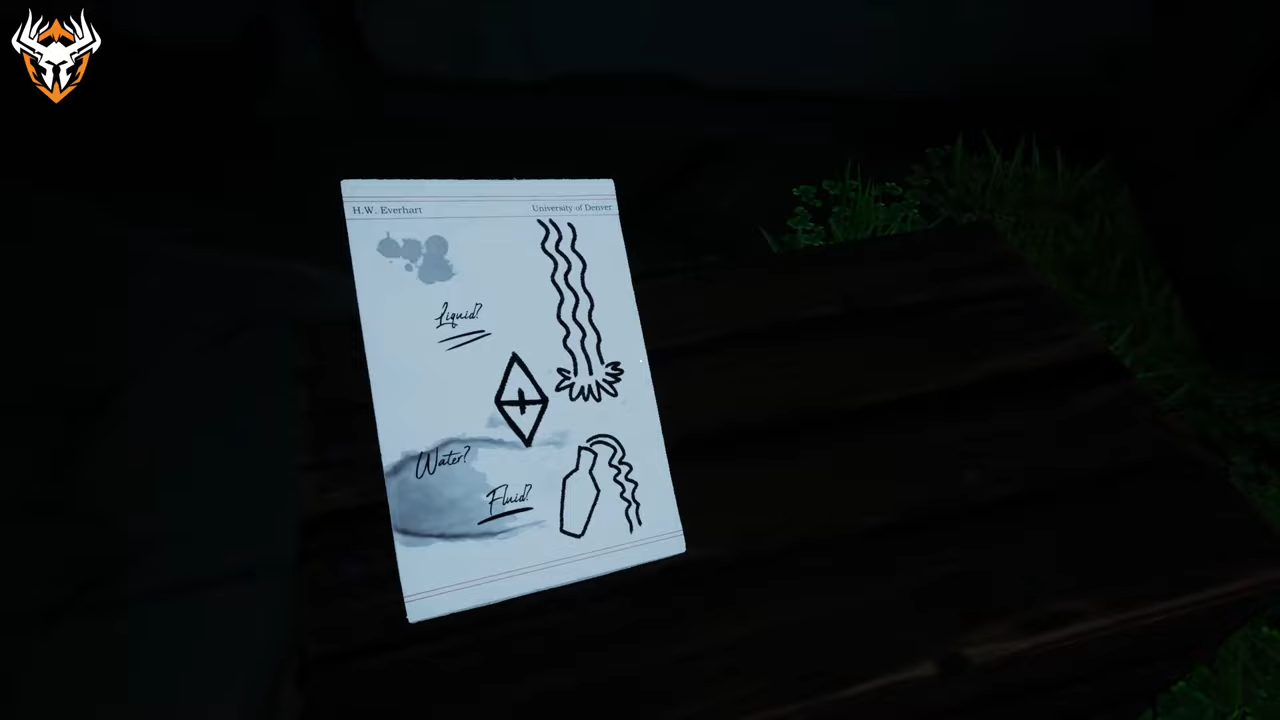 H.W. Everhart
University of Denver
Liquid?
Water?
Fluid?